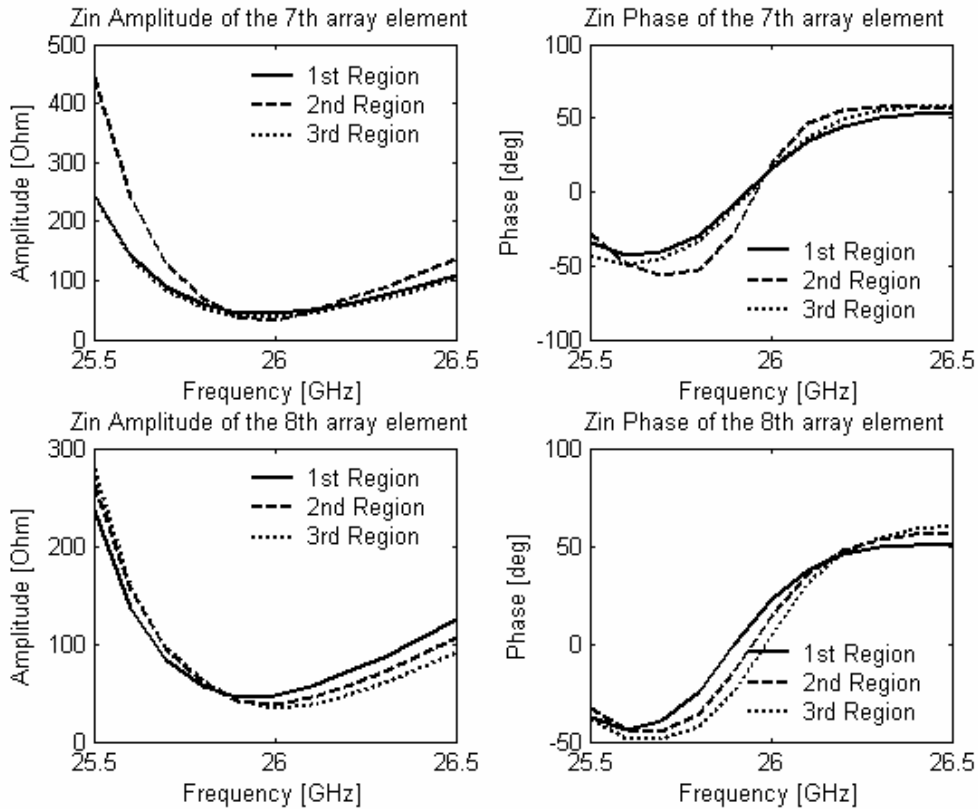 Zin Amplitude of the 7th array element
500
400
300
200
100
0
Amplitude [Ohm]
1st Region
2nd Region
3rd Region
25.5
26
26.5
Frequency [GHz]
Zin Phase of the 7th array element
100
50
0
-50
-100
Phase [deg]
1st Region
2nd Region
3rd Region
25.5
26
26.5
Frequency [GHz]
Zin Amplitude of the 8th array element
300
200
100
0
Amplitude [Ohm]
1st Region
2nd Region
3rd Region
25.5
26
26.5
Frequency [GHz]
Zin Phase of the 8th array element
100
50
0
-50
Phase [deg]
1st Region
2nd Region
3rd Region
25.5
26
26.5
Frequency [GHz]